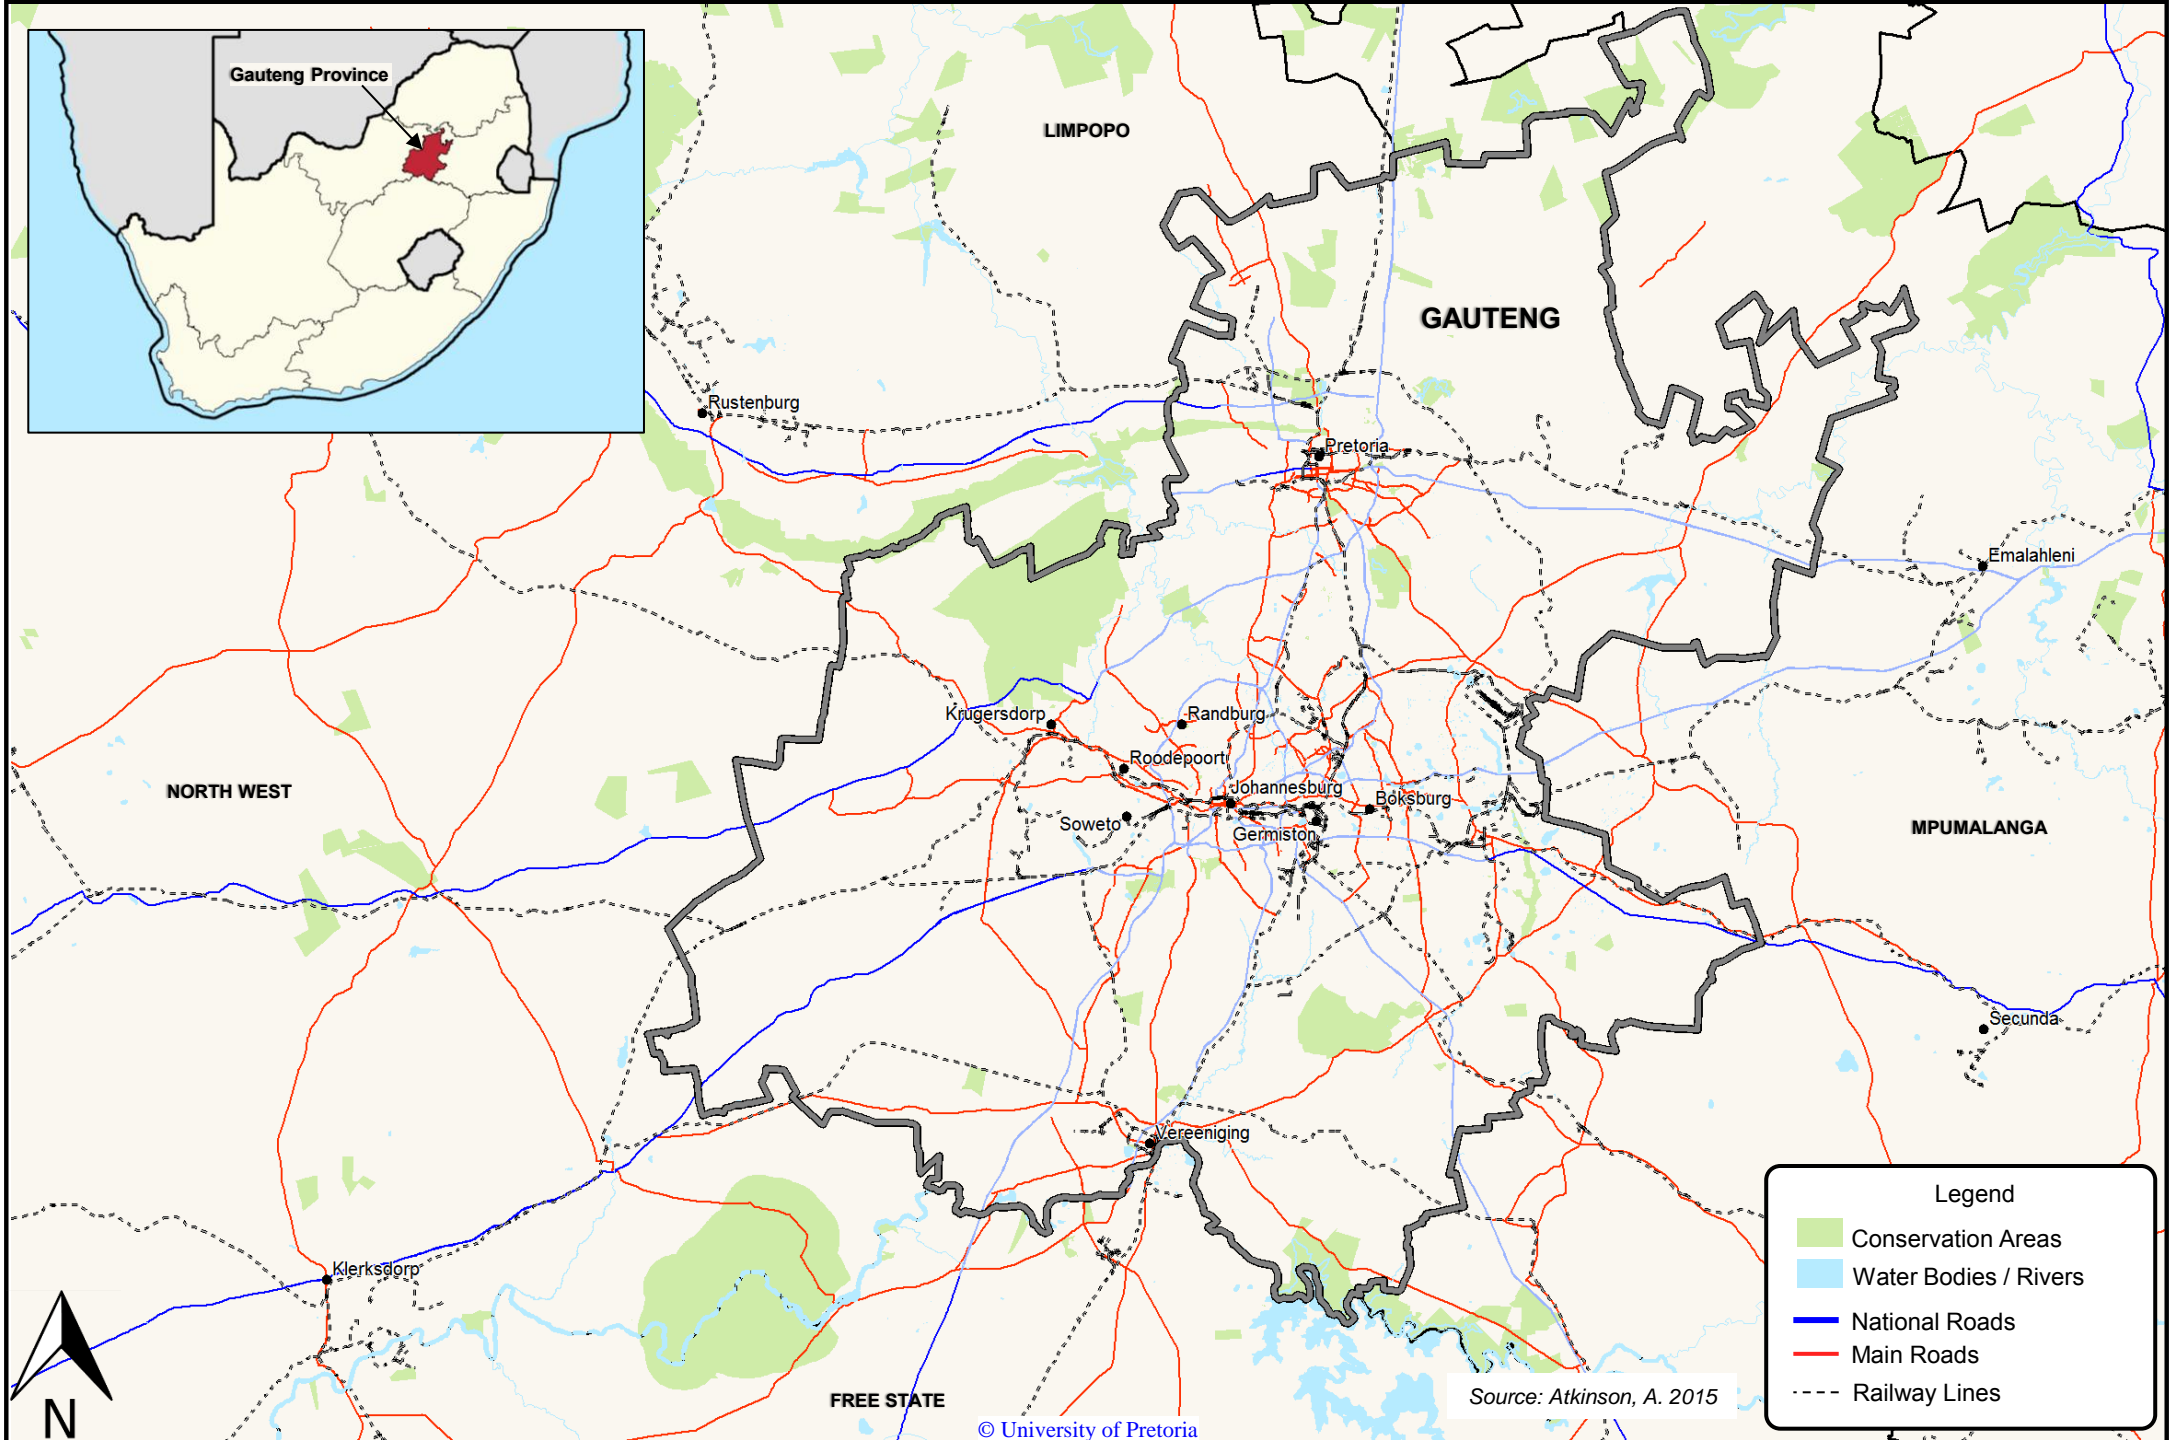 Gauteng Province
LIMPOPO
GAUTENG
Rustenburg
Pretoria
Emalahleni
Krugersdorp
Randburg
Roodepoort
NORTH WEST
Johannesburg
Boksburg
Soweto
Germiston
MPUMALANGA
Secunda
Vereeniging
Klerksdorp
FREE STATE
N
Legend
Conservation Areas
Water Bodies / Rivers
National Roads
Main Roads
Railway Lines
Source: Atkinson, A. 2015
© University of Pretoria